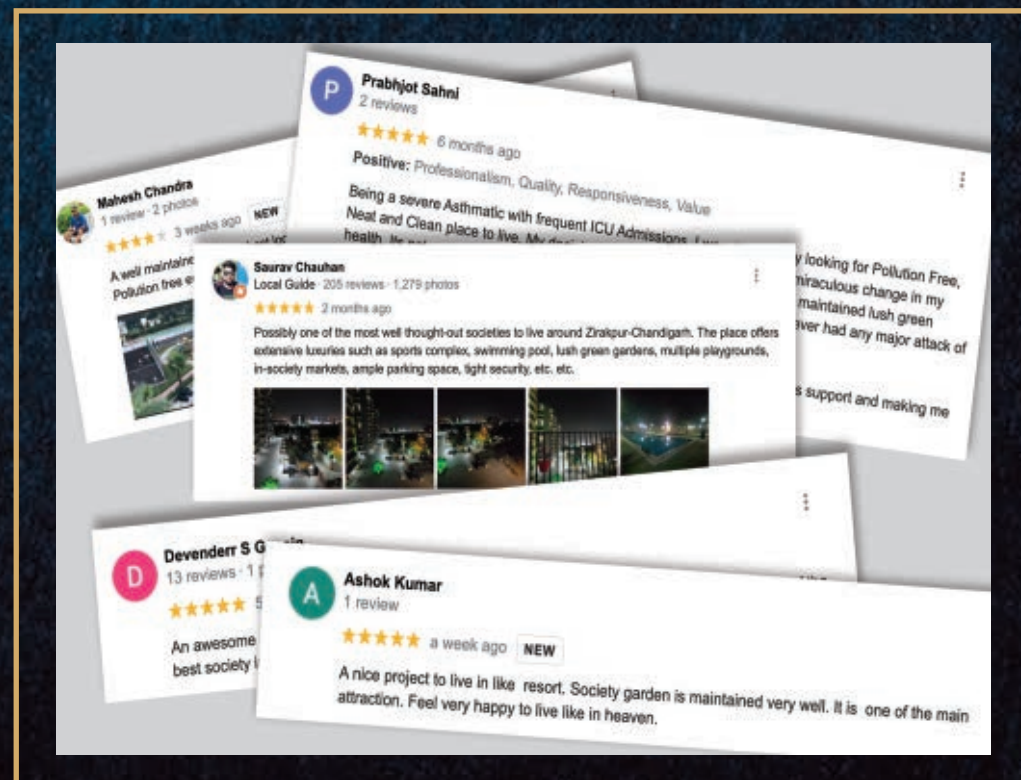 P
Prabhjot Sahni
2 reviews
6 months ago
Positive: Professionalism, Quality, Responsiveness, Value
Being a severe Asthmatic with frequent ICU Admissions, I
looking for Pollution Free,
Neat and Clean place to live. My
miraculous change in my
health. Its
maintained lush green
had any major attack of
support and making me
Mahesh Chandra
1 review · 2 photos
3 weeks ago NEW
A well maintaine
Pollution free
Saurav Chauhan
Local Guide · 205 reviews · 1,279 photos
2 months ago
Possibly one of the most well thought-out societies to live around Zirakpur-Chandigarh. The place offers
extensive luxuries such as sports complex, swimming pool, lush green gardens, multiple playgrounds,
in-society markets, ample parking space, tight security, etc. etc.
D
Devenderr S
13 reviews · 1
An awesome
best society
A
Ashok Kumar
1 review
a week ago NEW
A nice project to live in like resort. Society garden is maintained very well. It is one of the main
attraction. Feel very happy to live like in heaven.